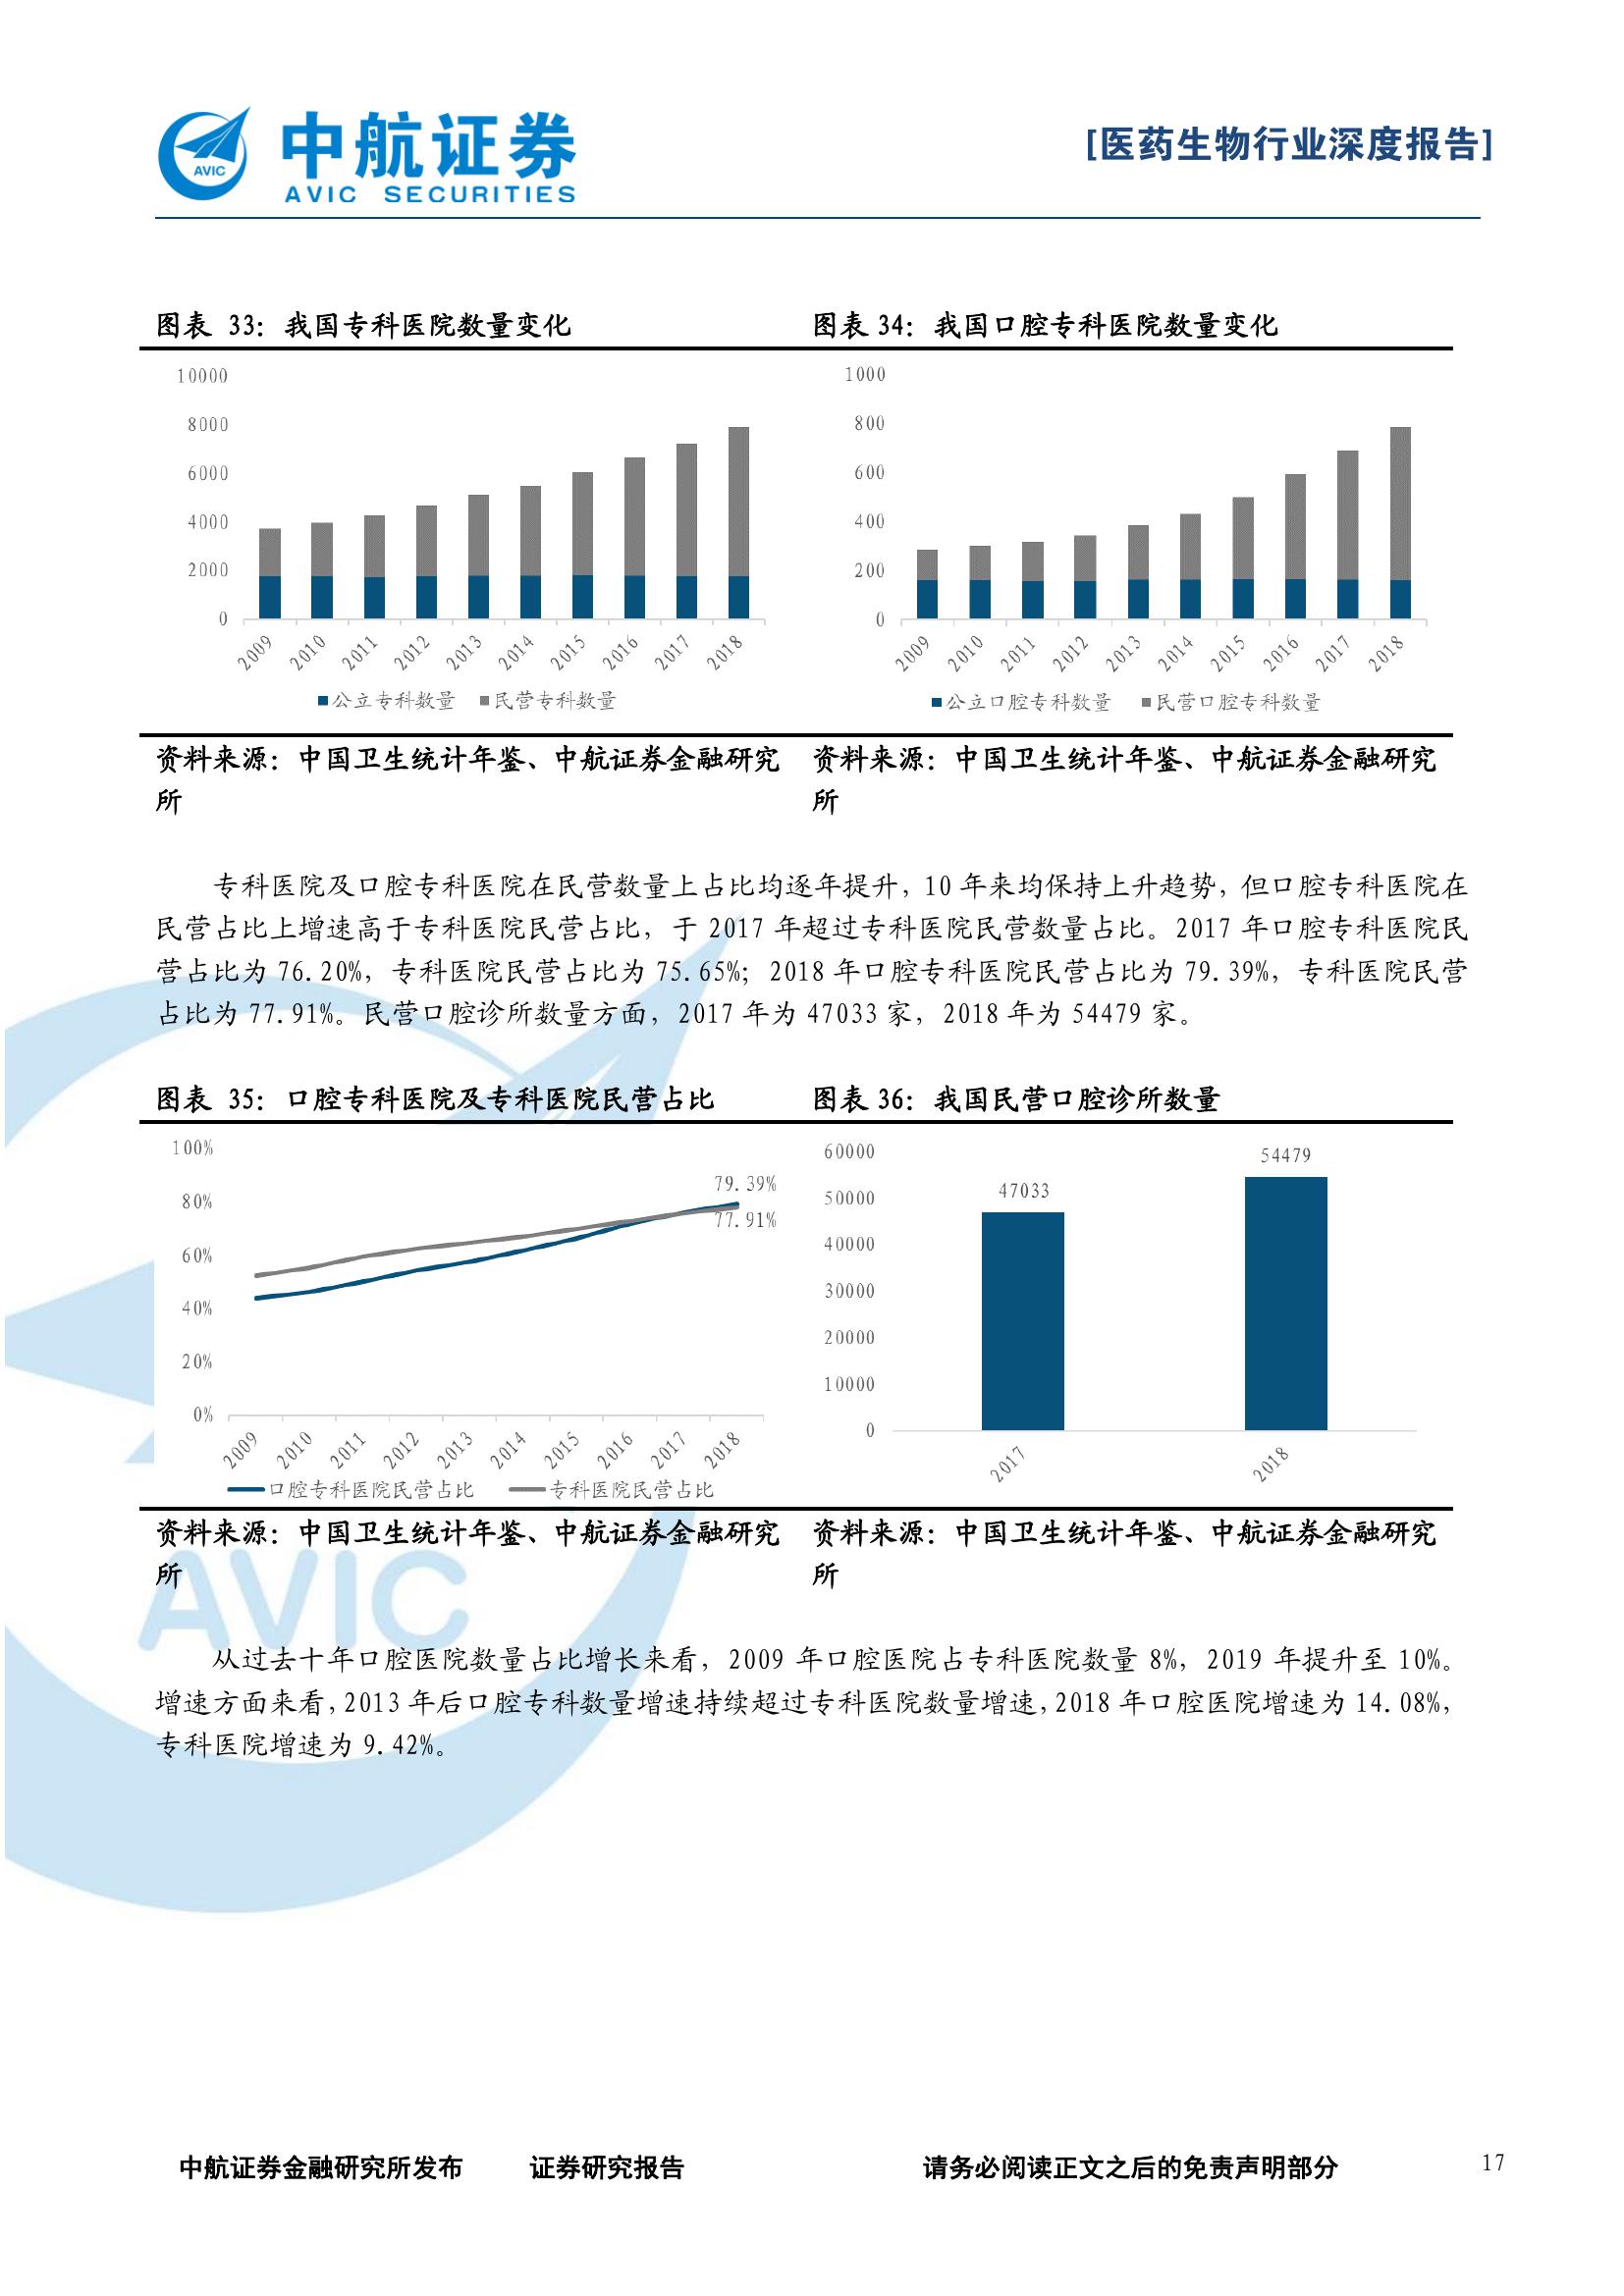 中航证券
AVIC SECURITIES
AVIC
[医药生物行业深度报告]
图表 33：我国专科医院数量变化
10000
8000
6000
4000
2000
0
2009 2010 2011 2012 2013 2014 2015 2016 2017 2018
■公立专科数量 ■民营专科数量
资料来源：中国卫生统计年鉴、中航证券金融研究
所
图表 34：我国口腔专科医院数量变化
1000
800
600
400
200
0
2009 2010 2011 2012 2013 2014 2015 2016 2017 2018
■公立口腔专科数量 ■民营口腔专科数量
资料来源：中国卫生统计年鉴、中航证券金融研究
所
专科医院及口腔专科医院在民营数量上占比均逐年提升，10 年来均保持上升趋势，但口腔专科医院在
民营占比上增速高于专科医院民营占比，于 2017 年超过专科医院民营数量占比。2017 年口腔专科医院民
营占比为 76.20%，专科医院民营占比为 75.65%；2018 年口腔专科医院民营占比为 79.39%，专科医院民营
占比为 77.91%。民营口腔诊所数量方面，2017 年为 47033 家，2018 年为 54479 家。
图表 35：口腔专科医院及专科医院民营占比
100%
80%
60%
40%
20%
0%
79.39%
77.91%
2009 2010 2011 2012 2013 2014 2015 2016 2017 2018
口腔专科医院民营占比 专科医院民营占比
资料来源：中国卫生统计年鉴、中航证券金融研究
所
图表 36：我国民营口腔诊所数量
60000
50000
40000
30000
20000
10000
0
47033
54479
2017 2018
资料来源：中国卫生统计年鉴、中航证券金融研究
所
AVIC
从过去十年口腔医院数量占比增长来看，2009 年口腔医院占专科医院数量 8%，2019 年提升至 10%。
增速方面来看，2013 年后口腔专科数量增速持续超过专科医院数量增速，2018 年口腔医院增速为 14.08%，
专科医院增速为 9.42%。
中航证券金融研究所发布 证券研究报告 请务必阅读正文之后的免责声明部分 17